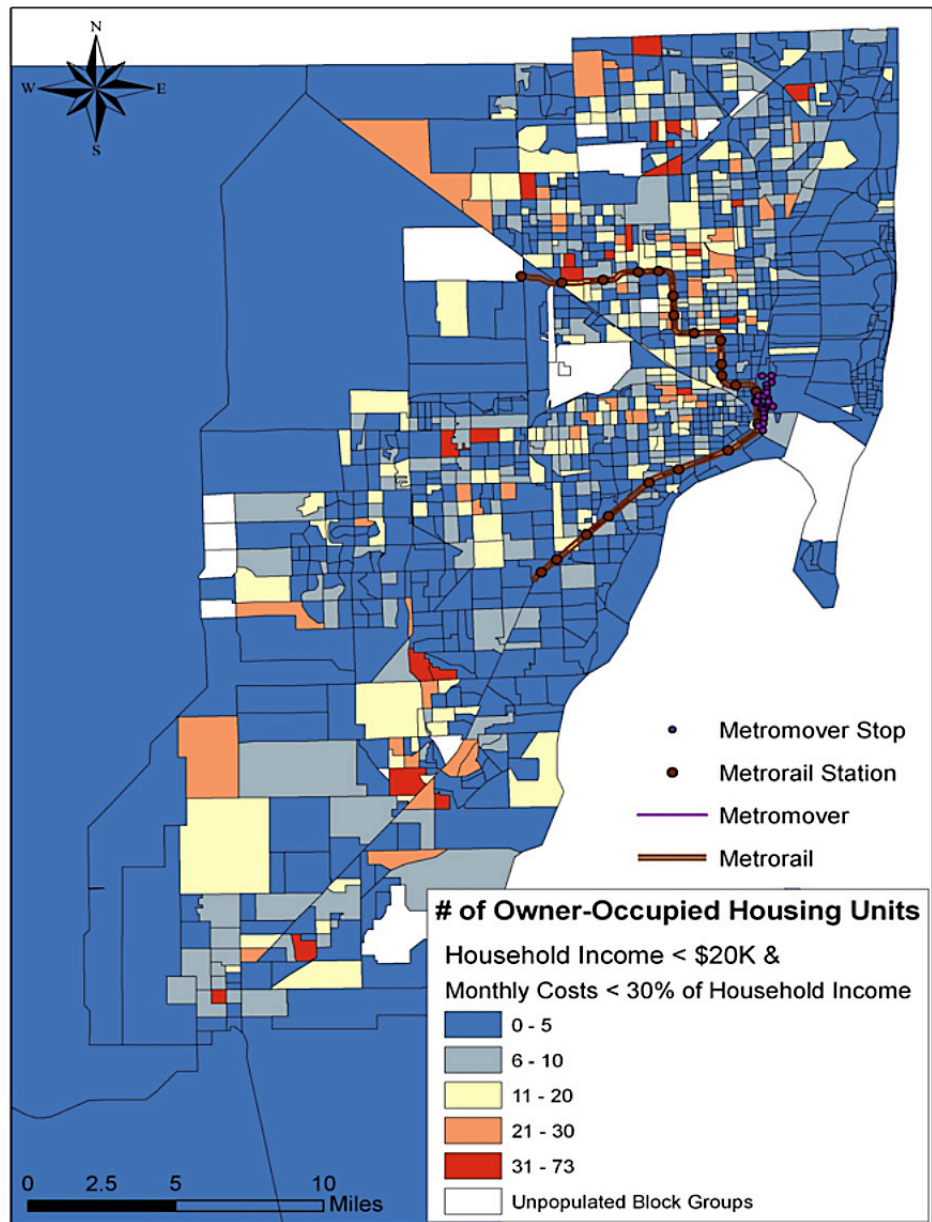 N
W E
S
Metromover Stop
Metrorail Station
Metromover
Metrorail
# of Owner-Occupied Housing Units
Household Income < $20K &
Monthly Costs < 30% of Household Income
0 - 5
6 - 10
11 - 20
21 - 30
31 - 73
Unpopulated Block Groups
0 2.5 5 10
Miles